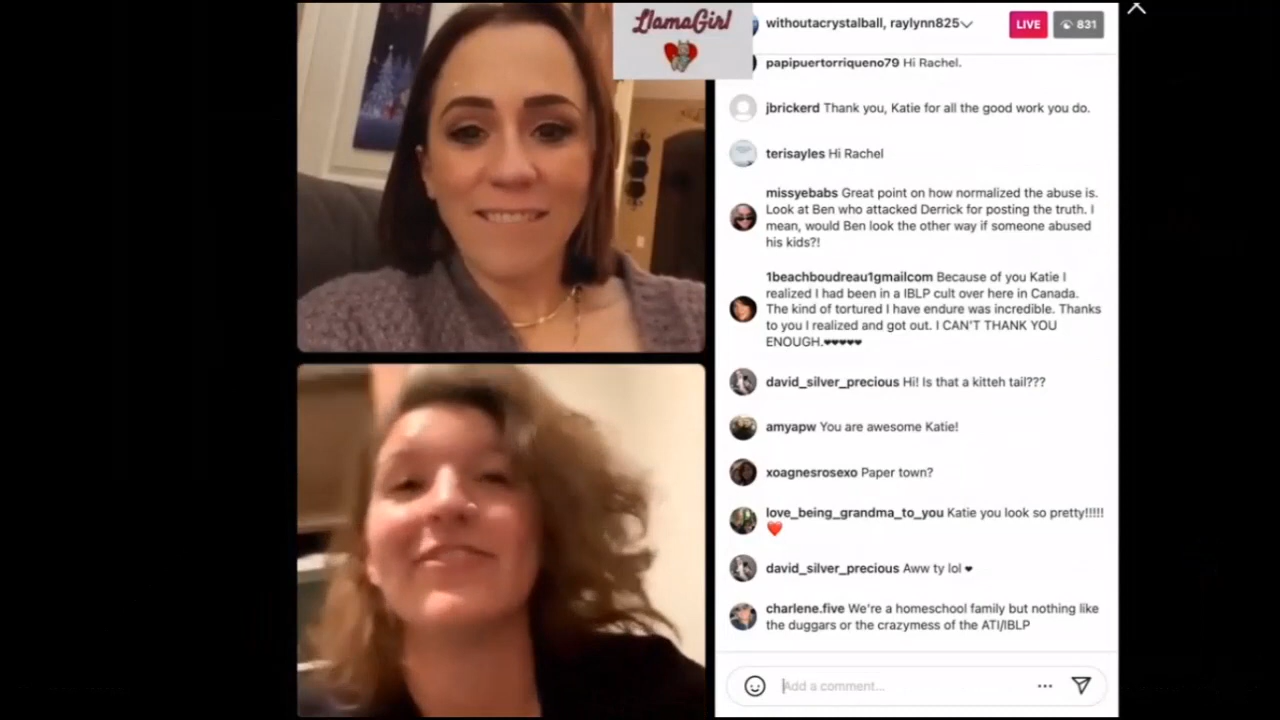 LlamaGirl
withoutacrystalball, raylynn825
LIVE
831
papipuertorriqueno79 Hi Rachel.
jbrickerd Thank you, Katie for all the good work you do.
terisayles Hi Rachel
missyebabs Great point on how normalized the abuse is.
Look at Ben who attacked Derrick for posting the truth. I
mean, would Ben look the other way if someone abused
his kids?!
1beachboudreau1gmailcom Because of you Katie I
realized I had been in a IBLP cult over here in Canada.
The kind of tortured I have endure was incredible. Thanks
to you I realized and got out. I CAN'T THANK YOU
ENOUGH.❤❤❤❤❤
david_silver_precious Hi! Is that a kitteh tail???
amyapw You are awesome Katie!
xoagnesrosexo Paper town?
love_being_grandma_to_you Katie you look so pretty!!!!!
❤️
david_silver_precious Aww ty lol ❤
charlene.five We're a homeschool family but nothing like
the duggars or the crazymess of the ATI/IBLP
Add a comment...